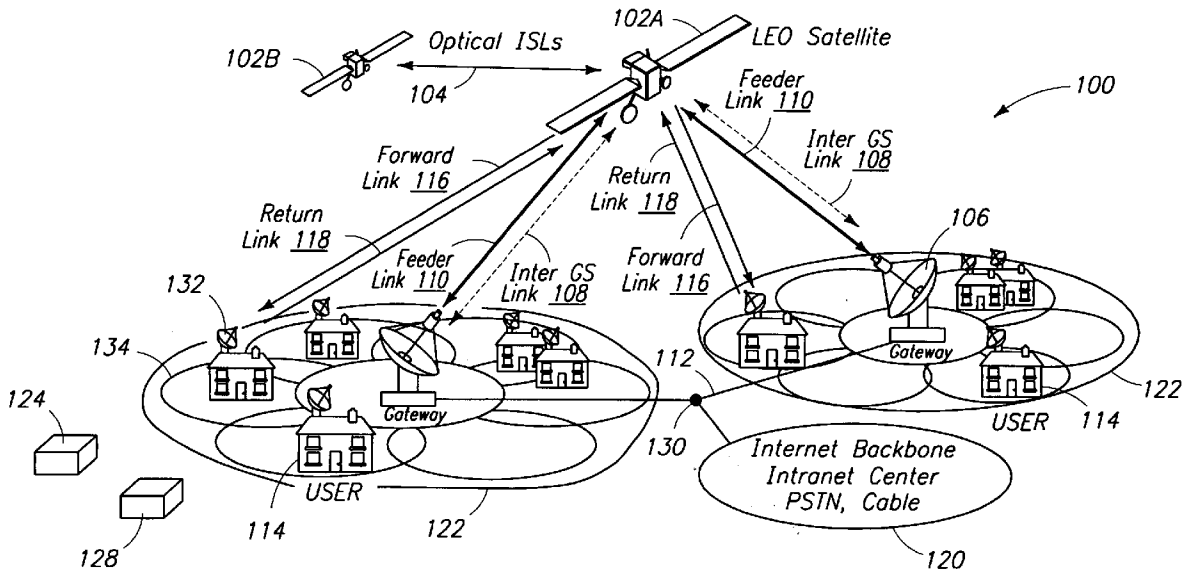 102A
Optical ISLs
LEO Satellite
102B
104
Feeder
Link 110
100
Forward
Link 116
Inter GS
Link 108
Return
Link 118
Return
Link 118
106
Feeder
Link 110
Inter GS
Link 108
Forward
Link 116
132
134
112
Gateway
122
124
Gateway
130
USER
114
Internet Backbone
Intranet Center
PSTN, Cable
USER
128
114
122
120